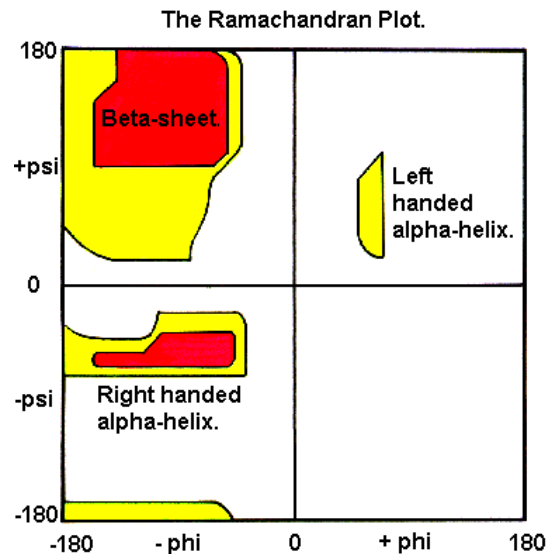 The Ramachandran Plot.
180
Beta-sheet.
+psi
Left
handed
alpha-helix.
0
Right handed
alpha-helix.
-psi
-180
-180
- phi
0
+ phi
180